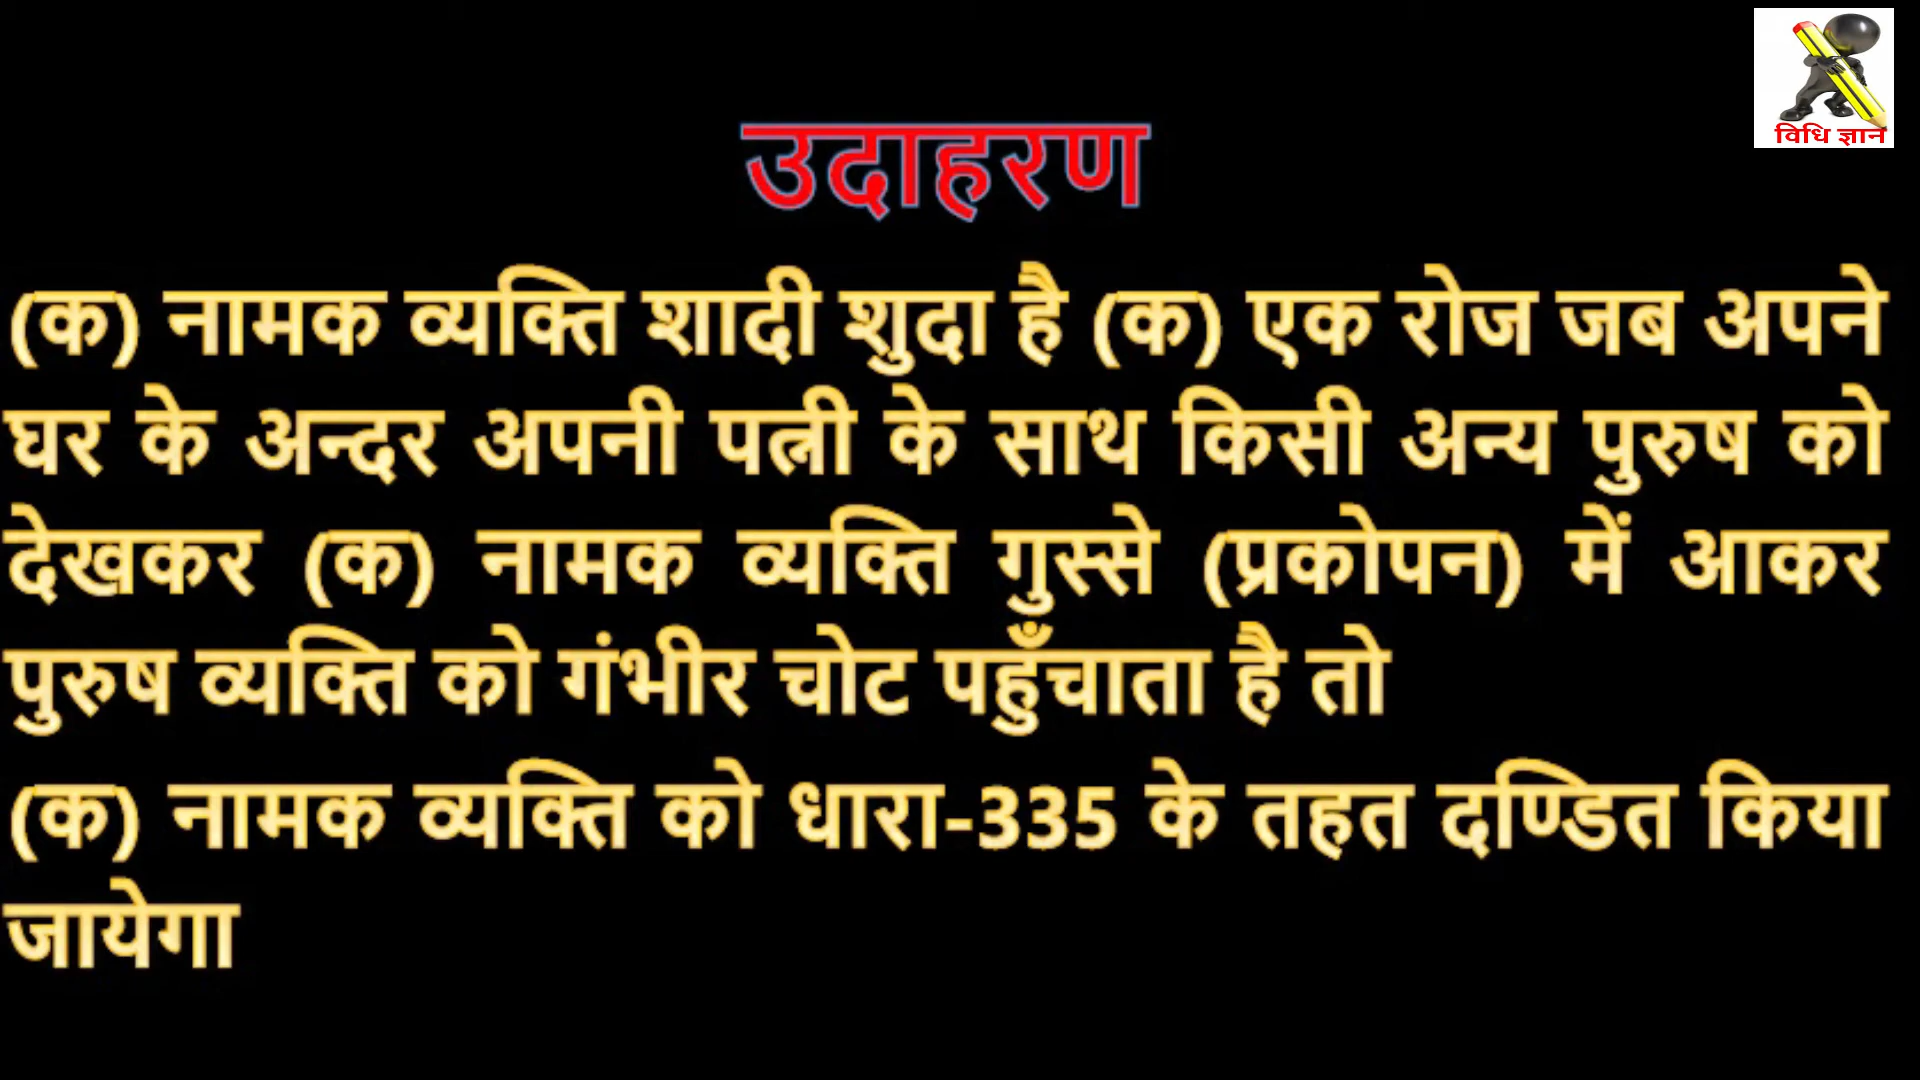 विधि ज्ञान
उदाहरण
(क) नामक व्यक्ति शादी शुदा है (क) एक रोज जब अपने
घर के अन्दर अपनी पत्नी के साथ किसी अन्य पुरुष को
देखकर (क) नामक व्यक्ति गुस्से (प्रकोपन) में आकर
पुरुष व्यक्ति को गंभीर चोट पहुँचाता है तो
(क) नामक व्यक्ति को धारा-335 के तहत दण्डित किया
जायेगा